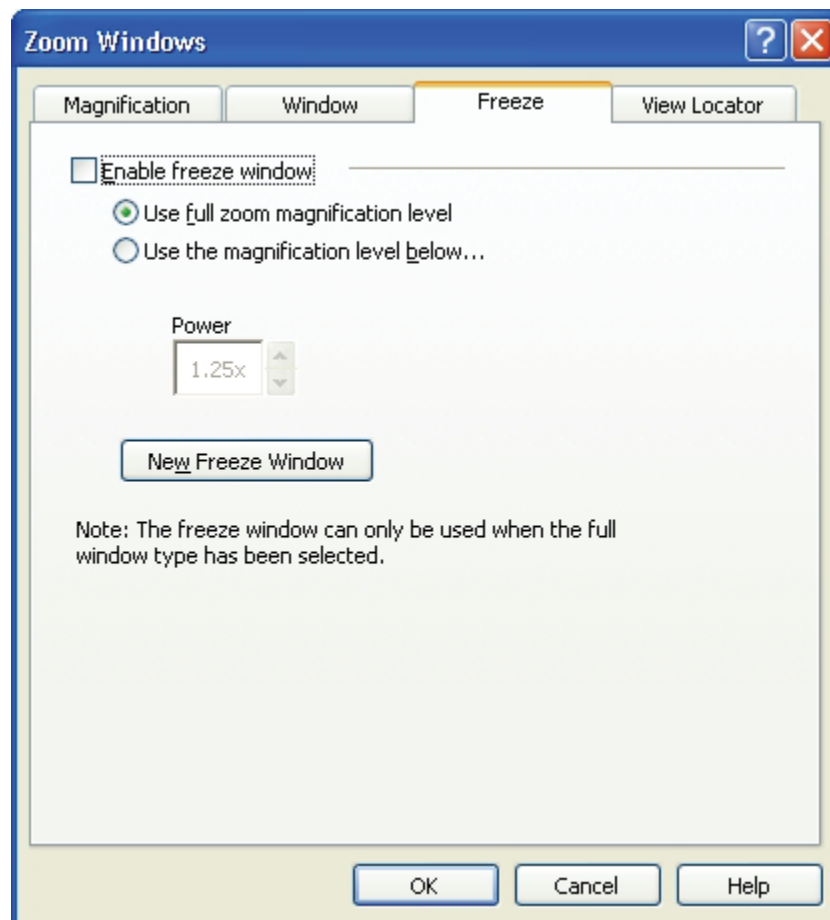 Zoom Windows
Magnification
Window
Freeze
View Locator
Enable freeze window
Use full zoom magnification level
Use the magnification level below...
Power
1.25x
New Freeze Window
Note: The freeze window can only be used when the full
window type has been selected.
OK
Cancel
Help